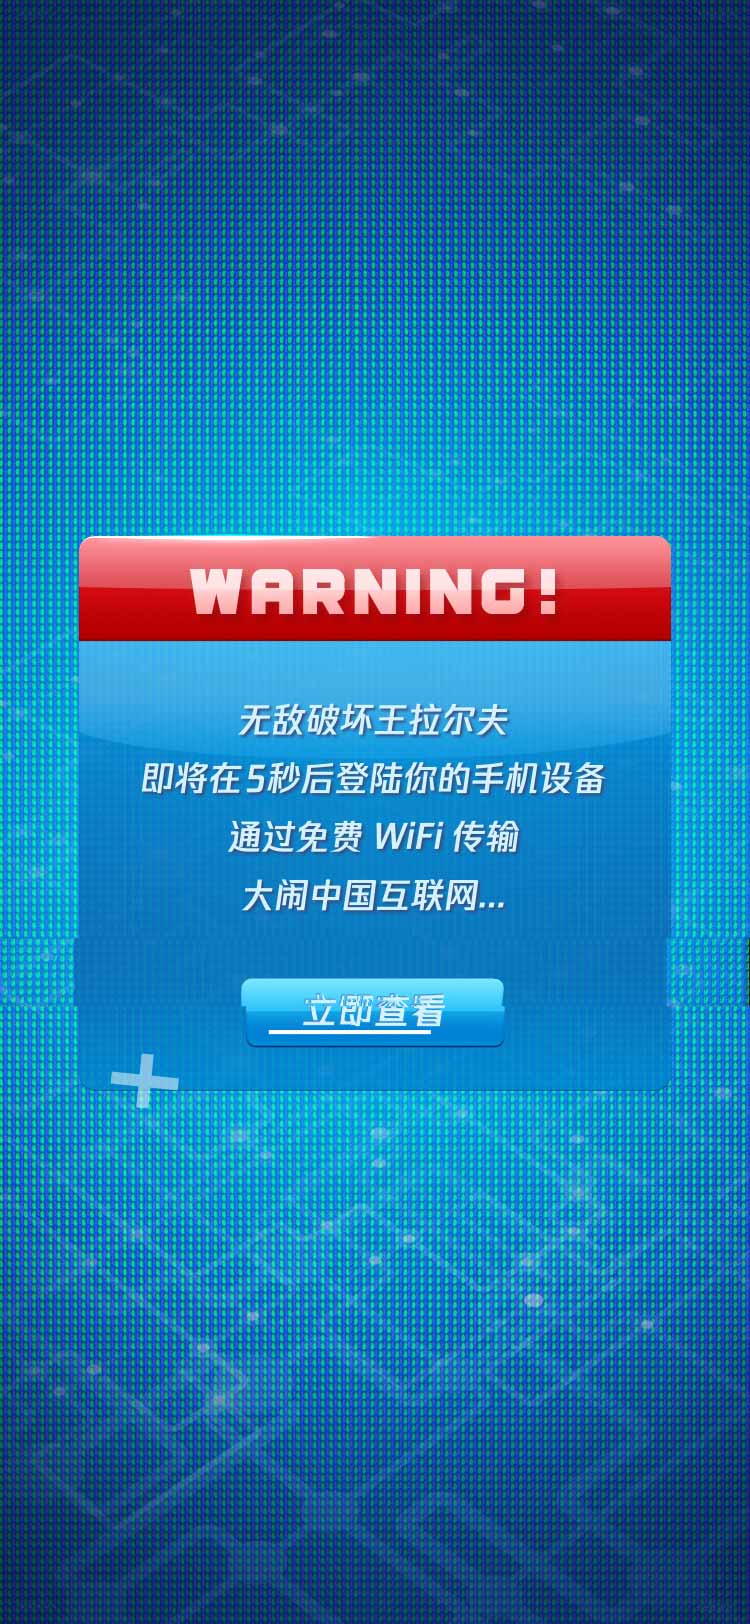 WARNING!
无敌破坏王拉尔夫
即将在5秒后登陆你的手机设备
通过免费 WiFi 传输
大闹中国互联网...
立即查看